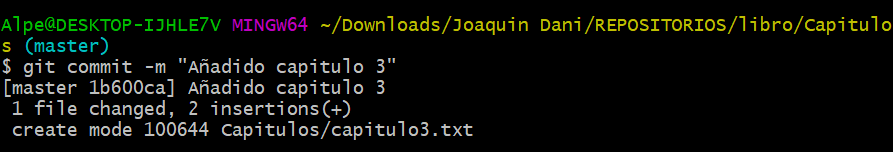 Alpe@DESKTOP-IJHLE7V MINGW64 ~/Downloads/Joaquin Dani/REPOSITORIOS/libro/Capitulo
s (master)
$ git commit -m "Añadido capitulo 3"
[master 1b600ca] Añadido capitulo 3
 1 file changed, 2 insertions(+)
 create mode 100644 Capitulos/capitulo3.txt